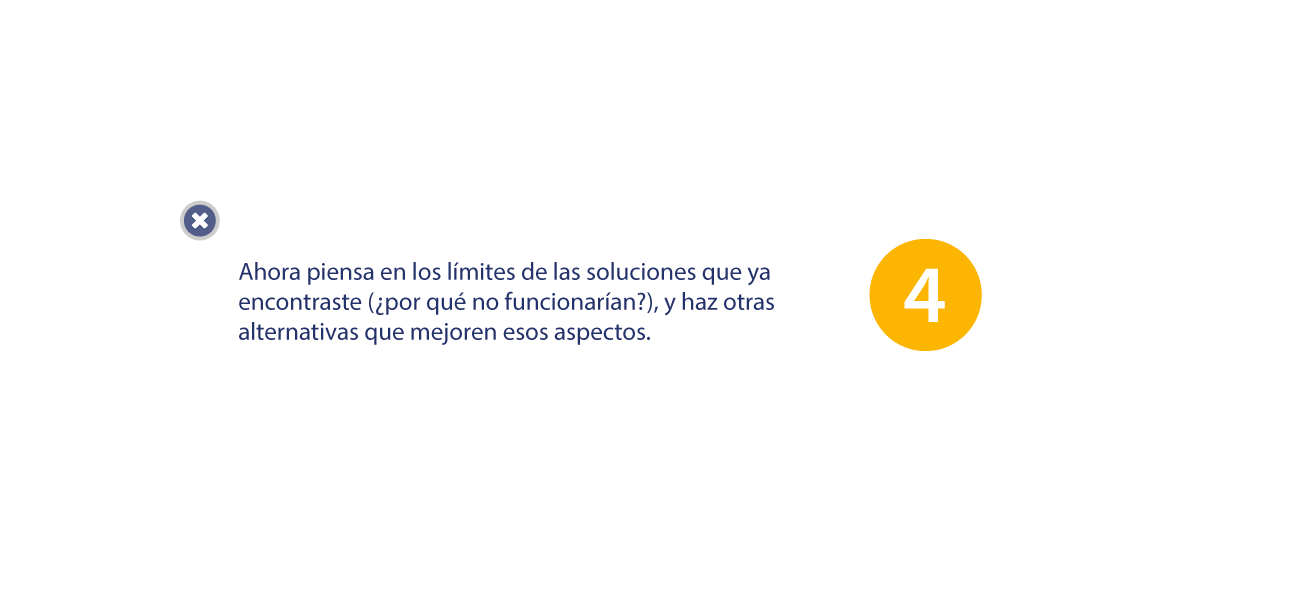 Ahora piensa en los límites de las soluciones que ya
encontraste (¿por qué no funcionarían?), y haz otras
alternativas que mejoren esos aspectos.
4